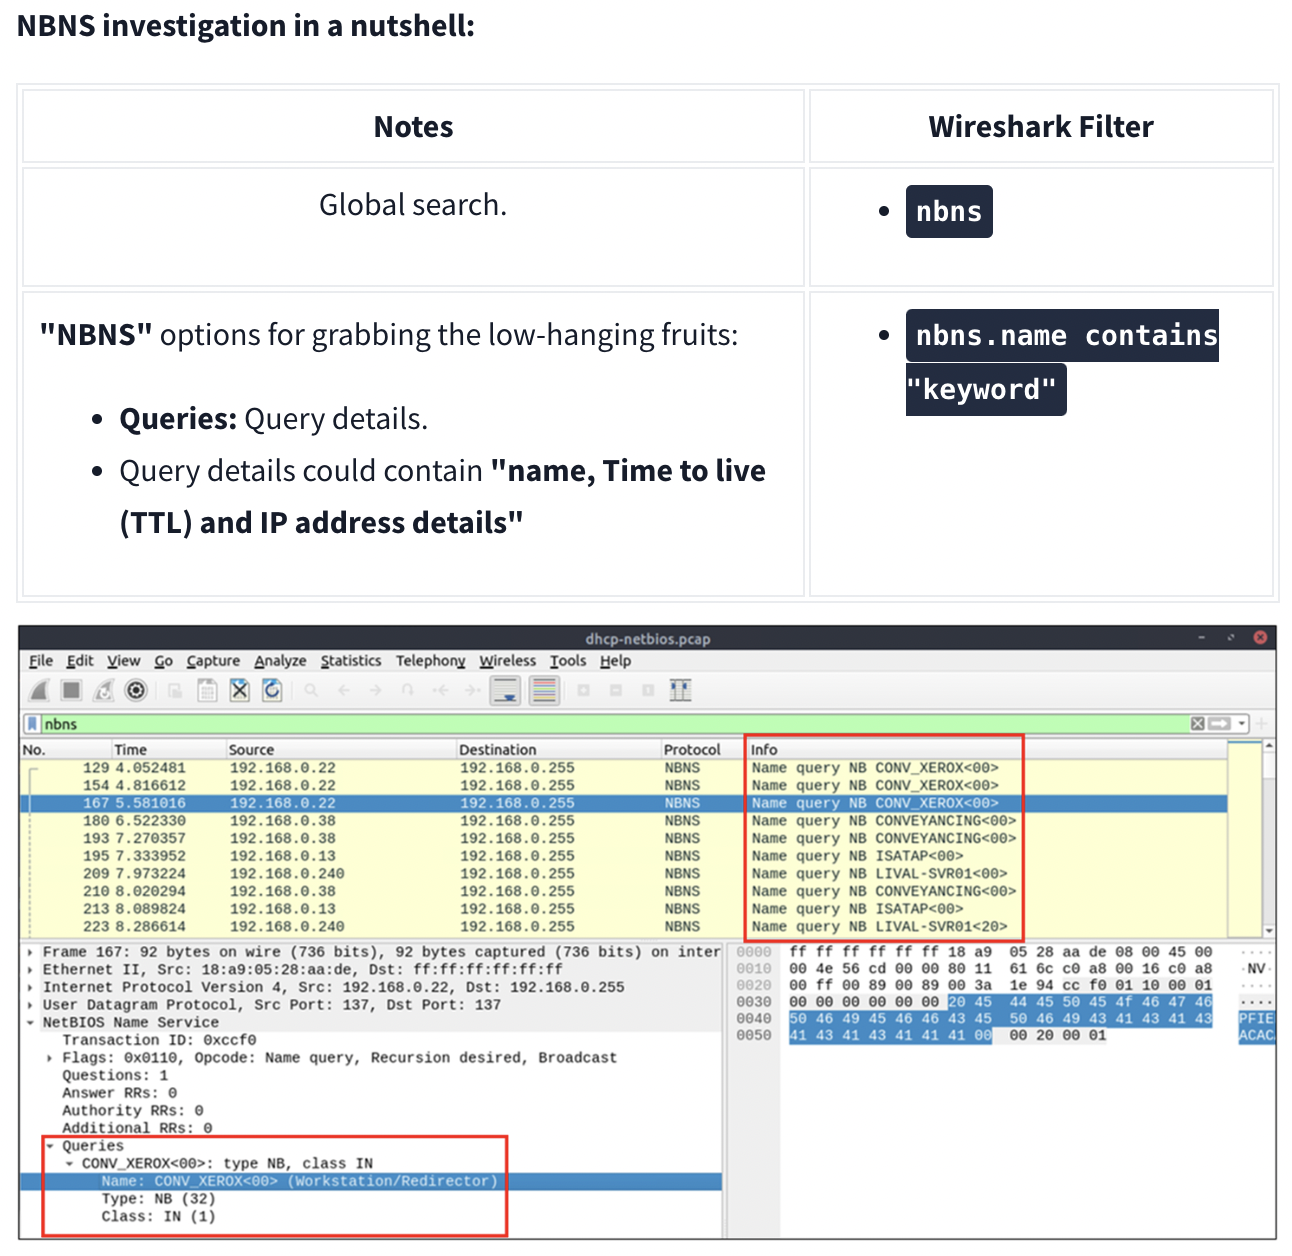 NBNS investigation in a nutshell:
Notes
Wireshark Filter
Global search.
nbns
"NBNS" options for grabbing the low-hanging fruits:
Queries: Query details.
Query details could contain "name, Time to live
(TTL) and IP address details"
nbns.name contains
"keyword"
dhcp-netbios.pcap
File Edit View Go Capture Analyze Statistics Telephony Wireless Tools Help
nbns
No. Time Source Destination Protocol Info
129 4.052481 192.168.0.22 192.168.0.255 NBNS Name query NB CONV_XEROX<00>
154 4.816612 192.168.0.22 192.168.0.255 NBNS Name query NB CONV_XEROX<00>
167 5.581016 192.168.0.22 192.168.0.255 NBNS Name query NB CONV_XEROX<00>
180 6.522330 192.168.0.38 192.168.0.255 NBNS Name query NB CONVEYANCING<00>
193 7.270357 192.168.0.38 192.168.0.255 NBNS Name query NB CONVEYANCING<00>
195 7.333952 192.168.0.13 192.168.0.255 NBNS Name query NB ISATAP<00>
209 7.973224 192.168.0.240 192.168.0.255 NBNS Name query NB LIVAL-SVR01<00>
210 8.020294 192.168.0.38 192.168.0.255 NBNS Name query NB CONVEYANCING<00>
213 8.089824 192.168.0.13 192.168.0.255 NBNS Name query NB ISATAP<00>
223 8.286614 192.168.0.240 192.168.0.255 NBNS Name query NB LIVAL-SVR01<20>
Frame 167: 92 bytes on wire (736 bits), 92 bytes captured (736 bits) on inter
Ethernet II, Src: 18:a9:05:28:aa:de, Dst: ff:ff:ff:ff:ff:ff
Internet Protocol Version 4, Src: 192.168.0.22, Dst: 192.168.0.255
User Datagram Protocol, Src Port: 137, Dst Port: 137
NetBIOS Name Service
Transaction ID: 0xccf0
Flags: 0x0110, Opcode: Name query, Recursion desired, Broadcast
Questions: 1
Answer RRs: 0
Authority RRs: 0
Additional RRs: 0
Queries
CONV_XEROX<00>: type NB, class IN
Name: CONV_XEROX<00> (Workstation/Redirector)
Type: NB (32)
Class: IN (1)
0000 ff ff ff ff ff ff 18 a9 05 28 aa de 08 00 45 00 ····
0010 00 4e 56 cd 00 00 80 11 61 6c c0 a8 00 16 c0 a8 ·NV·
0020 00 ff 00 89 00 89 00 3a 1e 94 cc f0 01 10 00 01 ····
0030 00 00 00 00 00 00 20 45 44 45 50 45 4f 46 47 46 ····
0040 50 46 49 45 46 46 43 45 50 46 49 43 41 43 41 43 PFIE
0050 41 43 41 43 41 41 41 00 00 20 00 01 ACAC